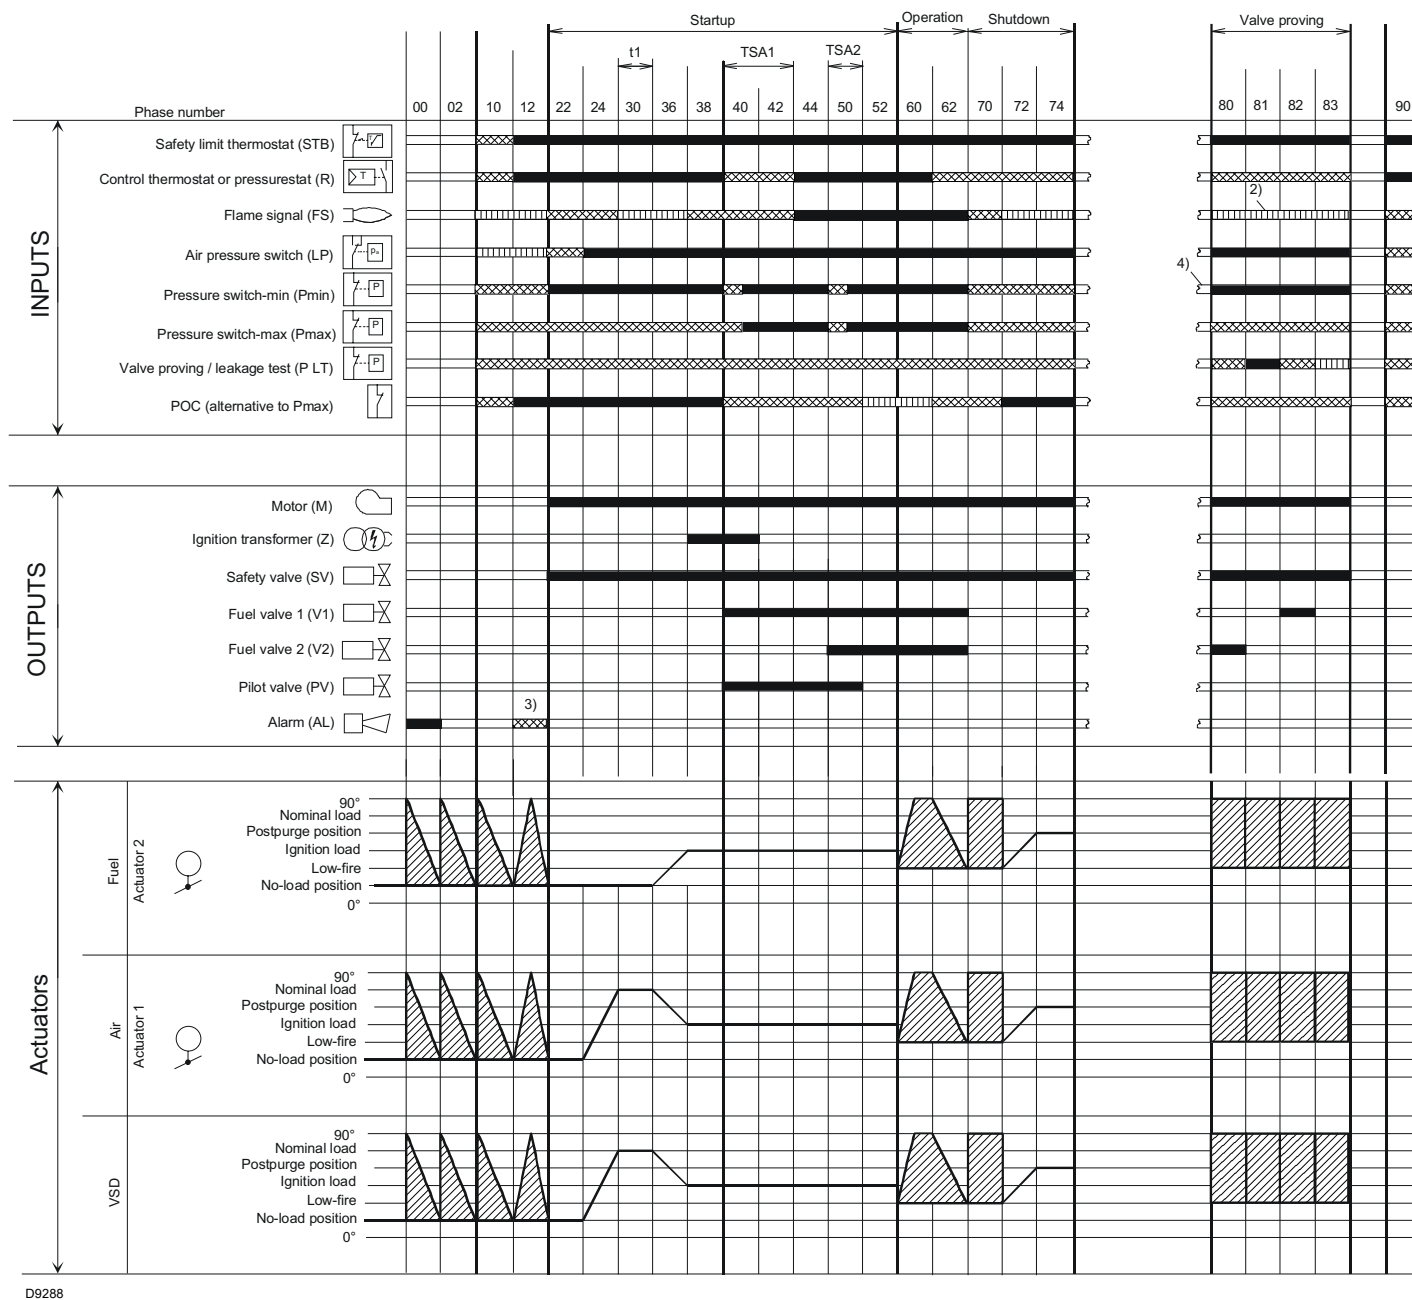 Startup Operation Shutdown Valve proving
t1 TSA1 TSA2
Phase number 00 02 10 12 22 24 30 36 38 40 42 44 50 52 60 62 70 72 74 80 81 82 83 90
INPUTS
Safety limit thermostat (STB)
Control thermostat or pressurestat (R) T
2)
Flame signal (FS)
Air pressure switch (LP)
4)
Pressure switch-min (Pmin) P
Pressure switch-max (Pmax) P
Valve proving / leakage test (P LT) P
POC (alternative to Pmax)
OUTPUTS
Motor (M)
Ignition transformer (Z)
Safety valve (SV)
Fuel valve 1 (V1)
Fuel valve 2 (V2)
Pilot valve (PV)
3)
Alarm (AL)
Actuators
Fuel
Actuator 2
90°
Nominal load
Postpurge position
Ignition load
Low-fire
No-load position
0°
Air
Actuator 1
90°
Nominal load
Postpurge position
Ignition load
Low-fire
No-load position
0°
VSD
90°
Nominal load
Postpurge position
Ignition load
Low-fire
No-load position
0°
D9288